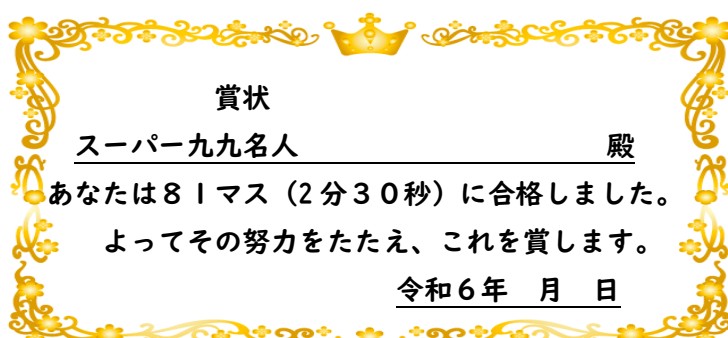 賞状
スーパー九九名人　　　　　　　　　　　殿
あなたは８１マス（2分３０秒）に合格しました。
よってその努力をたたえ、これを賞します。
令和６年　月　日